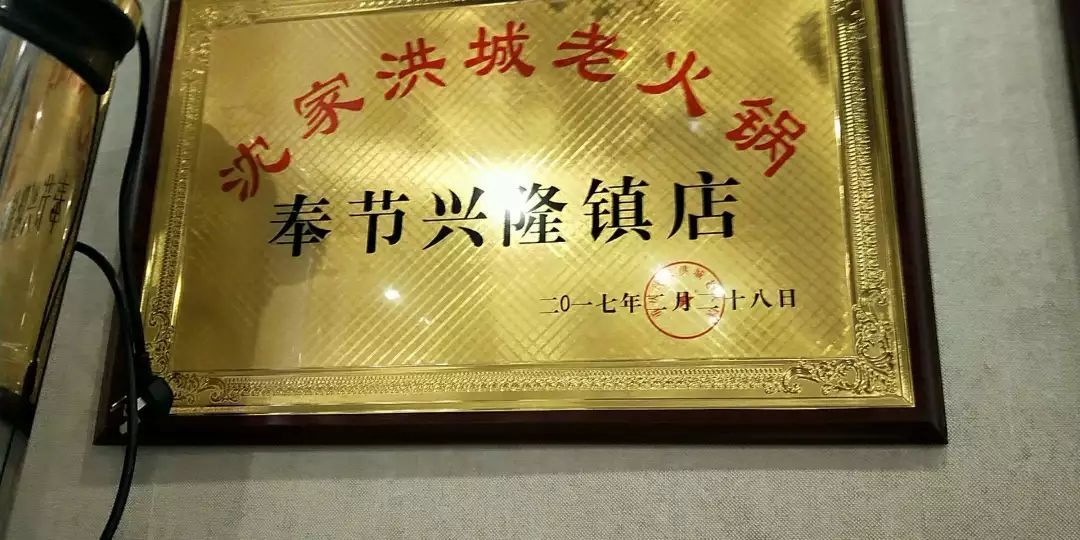 沈家洪城老火锅
奉节兴隆镇店
二0一七年二月二十八日